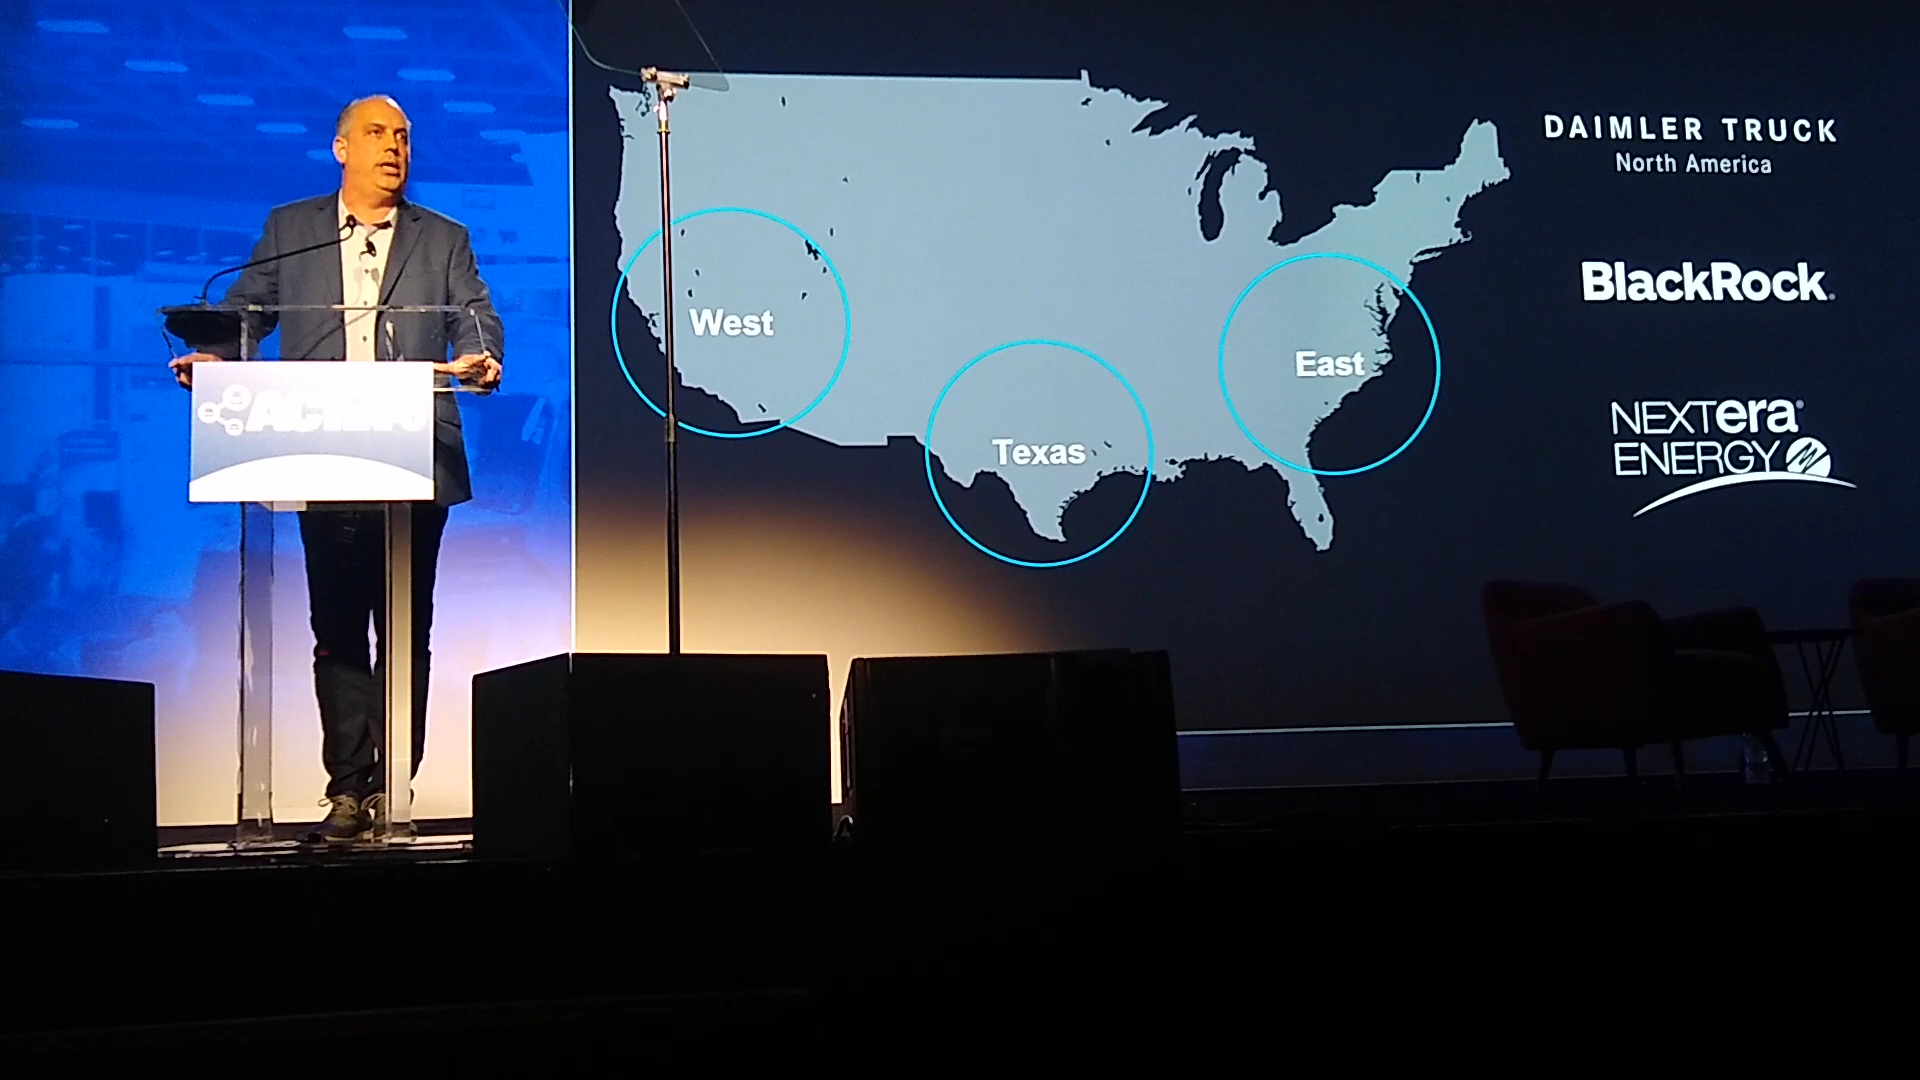 West
Texas
East
DAIMLER TRUCK
North America
BlackRock.
NEXTera
ENERGY